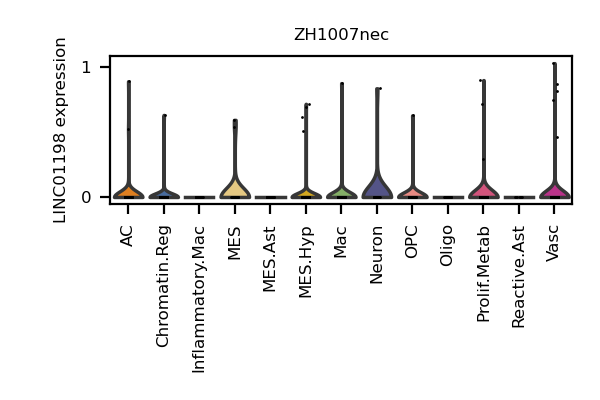 ZH1007nec
LINC01198 expression
1
0
AC
Chromatin.Reg
Inflammatory.Mac
MES
MES.Ast
MES.Hyp
Mac
Neuron
OPC
Oligo
Prolif.Metab
Reactive.Ast
Vasc